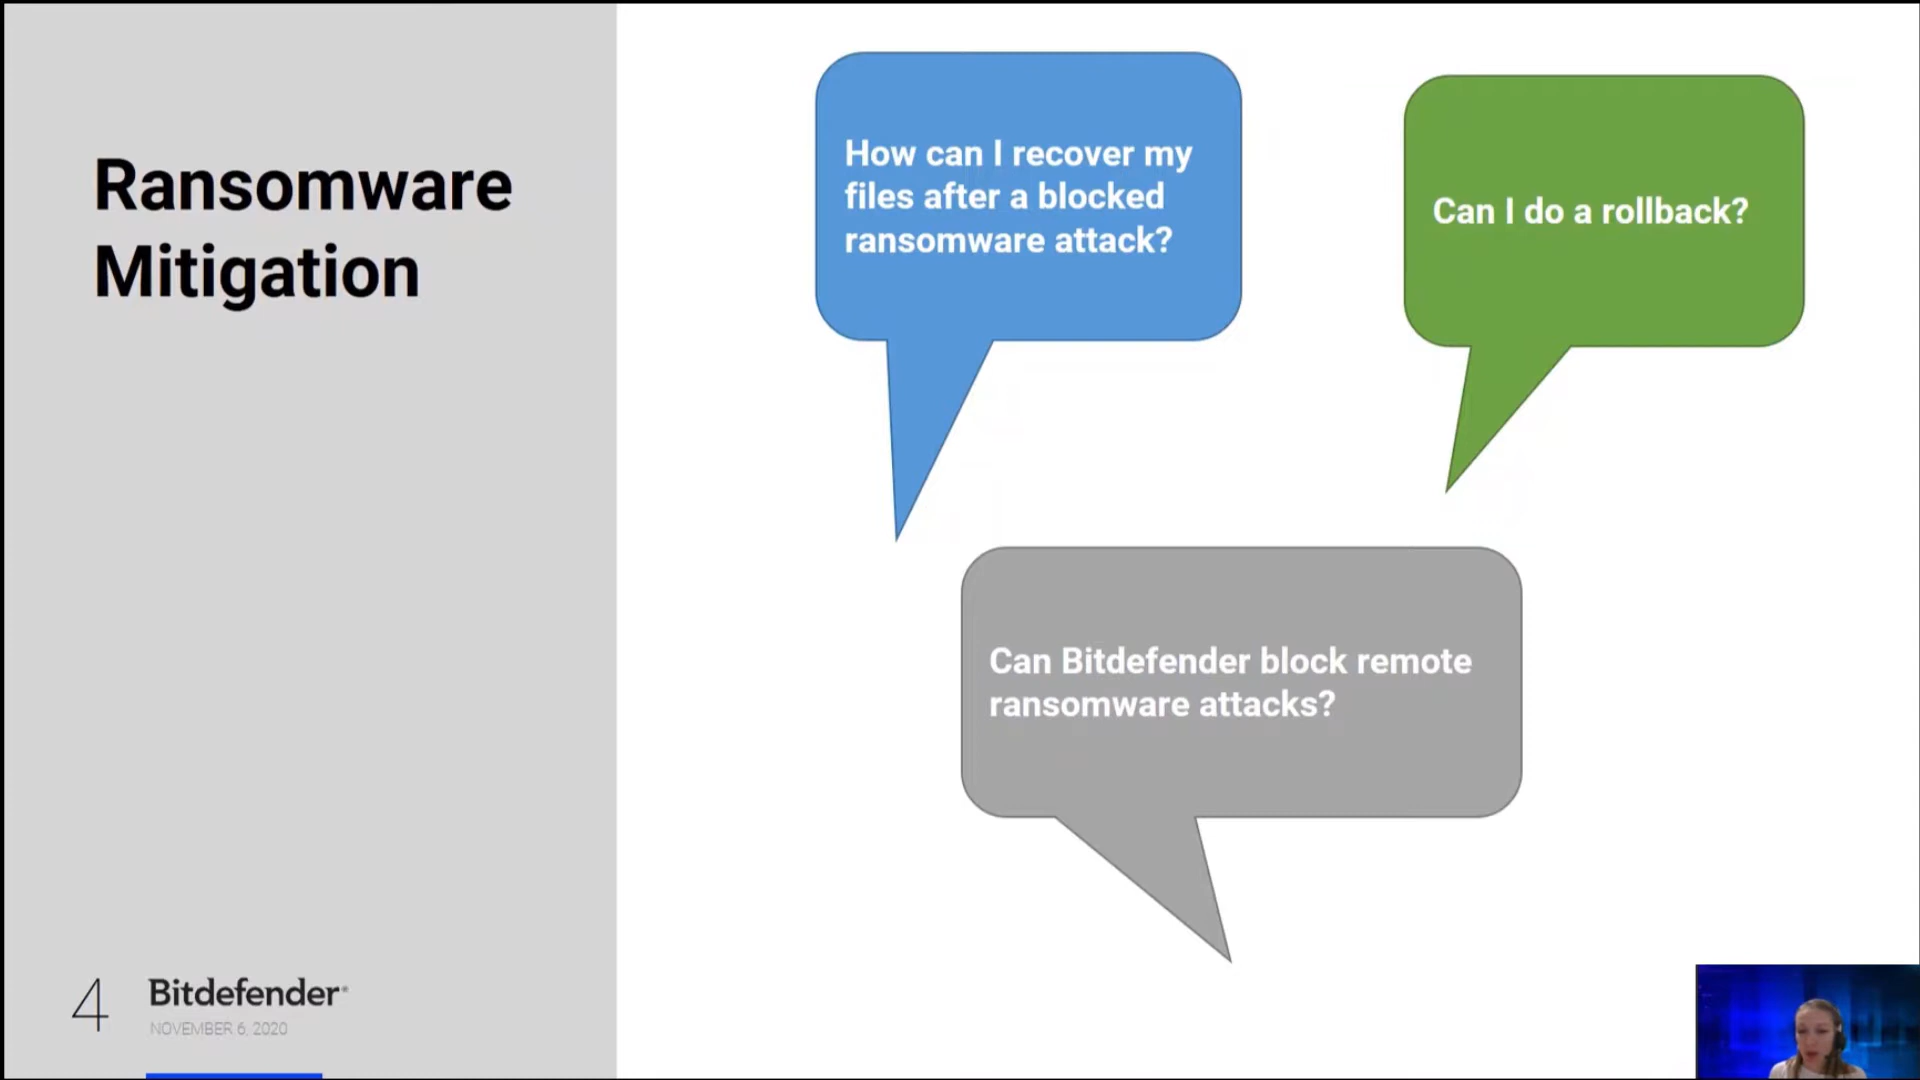 Ransomware
Mitigation
How can I recover my
files after a blocked
ransomware attack?
Can I do a rollback?
Can Bitdefender block remote
ransomware attacks?
4
Bitdefender®
NOVEMBER 6, 2020